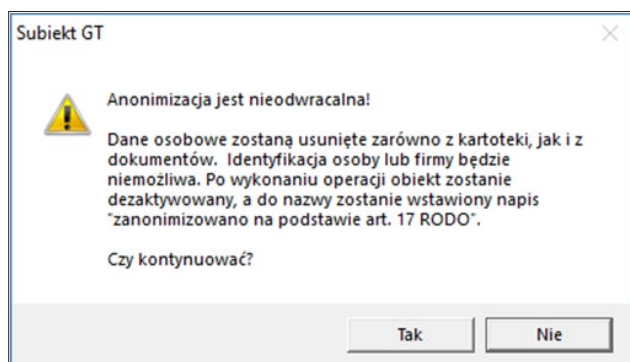 Subiekt GT
Anonimizacja jest nieodwracalna!
Dane osobowe zostaną usunięte zarówno z kartoteki, jak i z
dokumentów.  Identyfikacja osoby lub firmy będzie
niemożliwa. Po wykonaniu operacji obiekt zostanie
dezaktywowany, a do nazwy zostanie wstawiony napis
"zanonimizowano na podstawie art. 17 RODO".
Czy kontynuować?
Tak
Nie